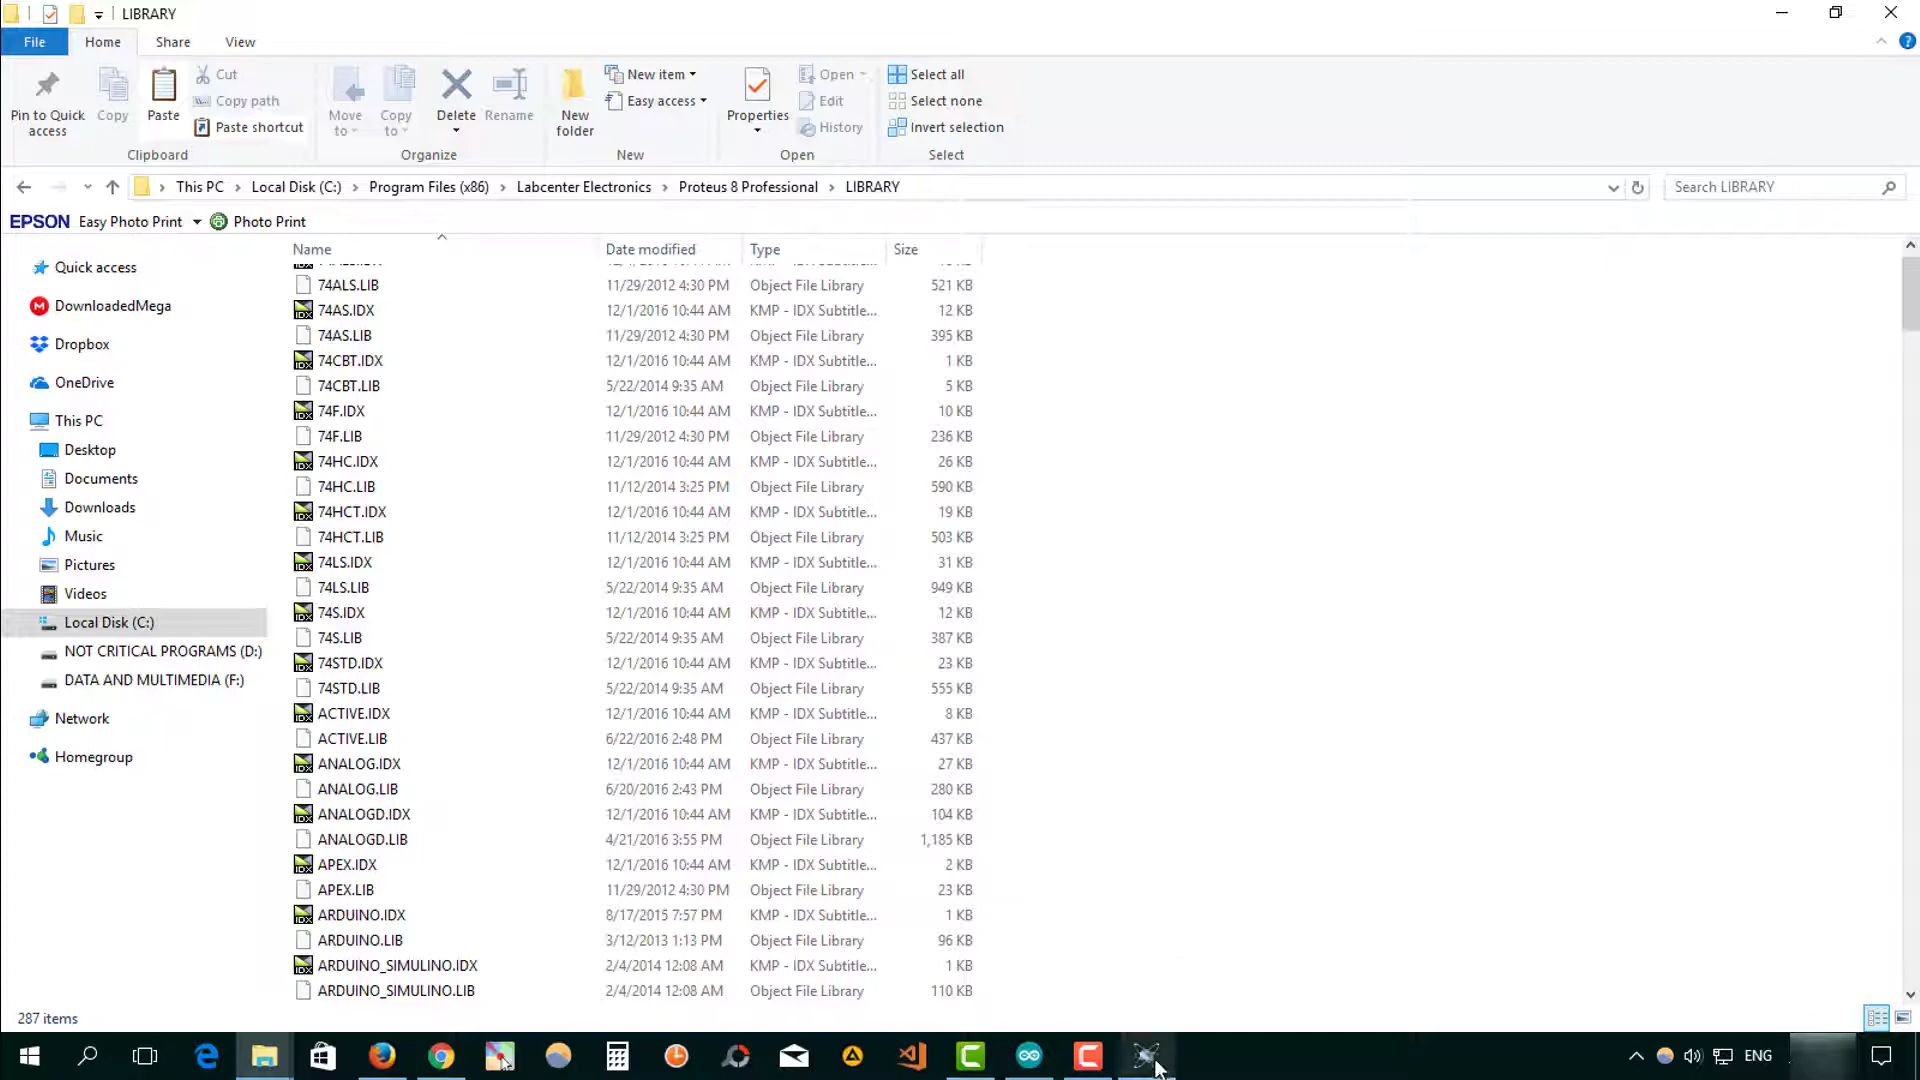 LIBRARY
File Home Share View
Pin to Quick access
Copy
Paste
Cut
Copy path
Paste shortcut
Clipboard
Move to
Copy to
Delete
Rename
Organize
New folder
New item
Easy access
New
Properties
Open
Edit
History
Open
Select all
Select none
Invert selection
Select
This PC > Local Disk (C:) > Program Files (x86) > Labcenter Electronics > Proteus 8 Professional > LIBRARY
Search LIBRARY
EPSON Easy Photo Print Photo Print
Quick access
DownloadedMega
Dropbox
OneDrive
This PC
Desktop
Documents
Downloads
Music
Pictures
Videos
Local Disk (C:)
NOT CRITICAL PROGRAMS (D:)
DATA AND MULTIMEDIA (F:)
Network
Homegroup
Name Date modified Type Size
74ALS.LIB 11/29/2012 4:30 PM Object File Library 521 KB
74AS.IDX 12/1/2016 10:44 AM KMP - IDX Subtitle... 12 KB
74AS.LIB 11/29/2012 4:30 PM Object File Library 395 KB
74CBT.IDX 12/1/2016 10:44 AM KMP - IDX Subtitle... 1 KB
74CBT.LIB 5/22/2014 9:35 AM Object File Library 5 KB
74F.IDX 12/1/2016 10:44 AM KMP - IDX Subtitle... 10 KB
74F.LIB 11/29/2012 4:30 PM Object File Library 236 KB
74HC.IDX 12/1/2016 10:44 AM KMP - IDX Subtitle... 26 KB
74HC.LIB 11/12/2014 3:25 PM Object File Library 590 KB
74HCT.IDX 12/1/2016 10:44 AM KMP - IDX Subtitle... 19 KB
74HCT.LIB 11/12/2014 3:25 PM Object File Library 503 KB
74LS.IDX 12/1/2016 10:44 AM KMP - IDX Subtitle... 31 KB
74LS.LIB 5/22/2014 9:35 AM Object File Library 949 KB
74S.IDX 12/1/2016 10:44 AM KMP - IDX Subtitle... 12 KB
74S.LIB 5/22/2014 9:35 AM Object File Library 387 KB
74STD.IDX 12/1/2016 10:44 AM KMP - IDX Subtitle... 23 KB
74STD.LIB 5/22/2014 9:35 AM Object File Library 555 KB
ACTIVE.IDX 12/1/2016 10:44 AM KMP - IDX Subtitle... 8 KB
ACTIVE.LIB 6/22/2016 2:48 PM Object File Library 437 KB
ANALOG.IDX 12/1/2016 10:44 AM KMP - IDX Subtitle... 27 KB
ANALOG.LIB 6/20/2016 2:43 PM Object File Library 280 KB
ANALOGD.IDX 12/1/2016 10:44 AM KMP - IDX Subtitle... 104 KB
ANALOGD.LIB 4/21/2016 3:55 PM Object File Library 1,185 KB
APEX.IDX 12/1/2016 10:44 AM KMP - IDX Subtitle... 2 KB
APEX.LIB 11/29/2012 4:30 PM Object File Library 23 KB
ARDUINO.IDX 8/17/2015 7:57 PM KMP - IDX Subtitle... 1 KB
ARDUINO.LIB 3/12/2013 1:13 PM Object File Library 96 KB
ARDUINO_SIMULINO.IDX 2/4/2014 12:08 AM KMP - IDX Subtitle... 1 KB
ARDUINO_SIMULINO.LIB 2/4/2014 12:08 AM Object File Library 110 KB
287 items
ENG